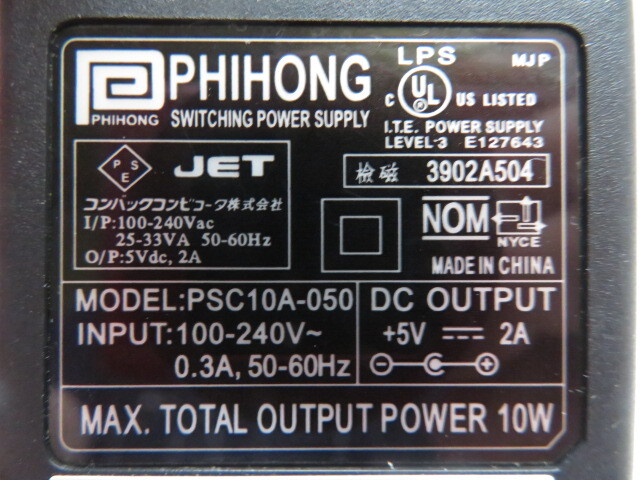 PHIHONG
PHIHONG
SWITCHING POWER SUPPLY
LPS
MJP
C UL US LISTED
I.T.E. POWER SUPPLY
LEVEL 3 E127643
PSE
JET
コンパックコンピュータ株式会社
I/P:100-240Vac
25-33VA 50-60Hz
O/P:5Vdc, 2A
檢磁 3902A504
NOM
NYCE
MADE IN CHINA
MODEL:PSC10A-050
INPUT:100-240V~
0.3A, 50-60Hz
DC OUTPUT
+5V ⎓ 2A
MAX. TOTAL OUTPUT POWER 10W